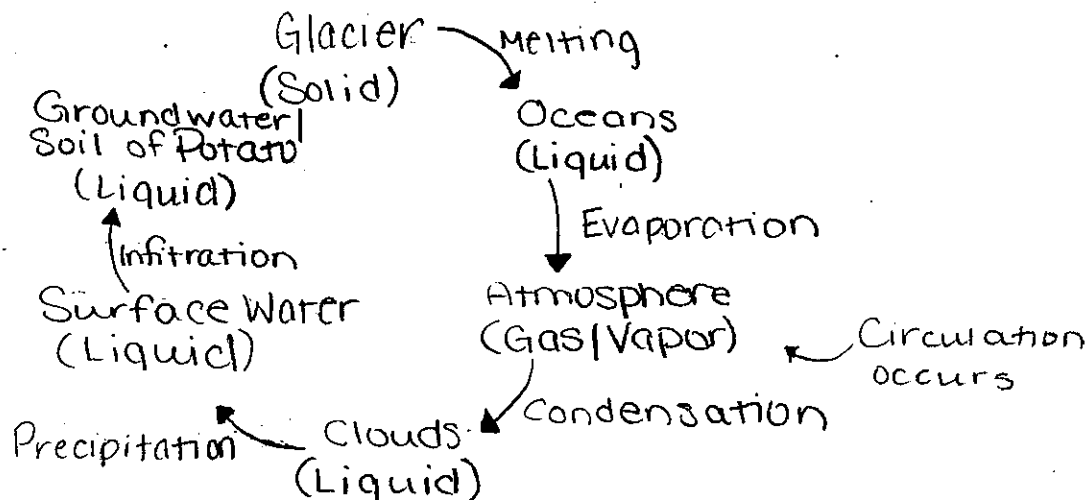 Glacier
(Solid)
Melting
Oceans
(Liquid)
Evaporation
Atmosphere
(Gas/Vapor)
Circulation
occurs
Condensation
Clouds
(Liquid)
Precipitation
Surface Water
(Liquid)
Infitration
Groundwater/
Soil of Potato
(Liquid)